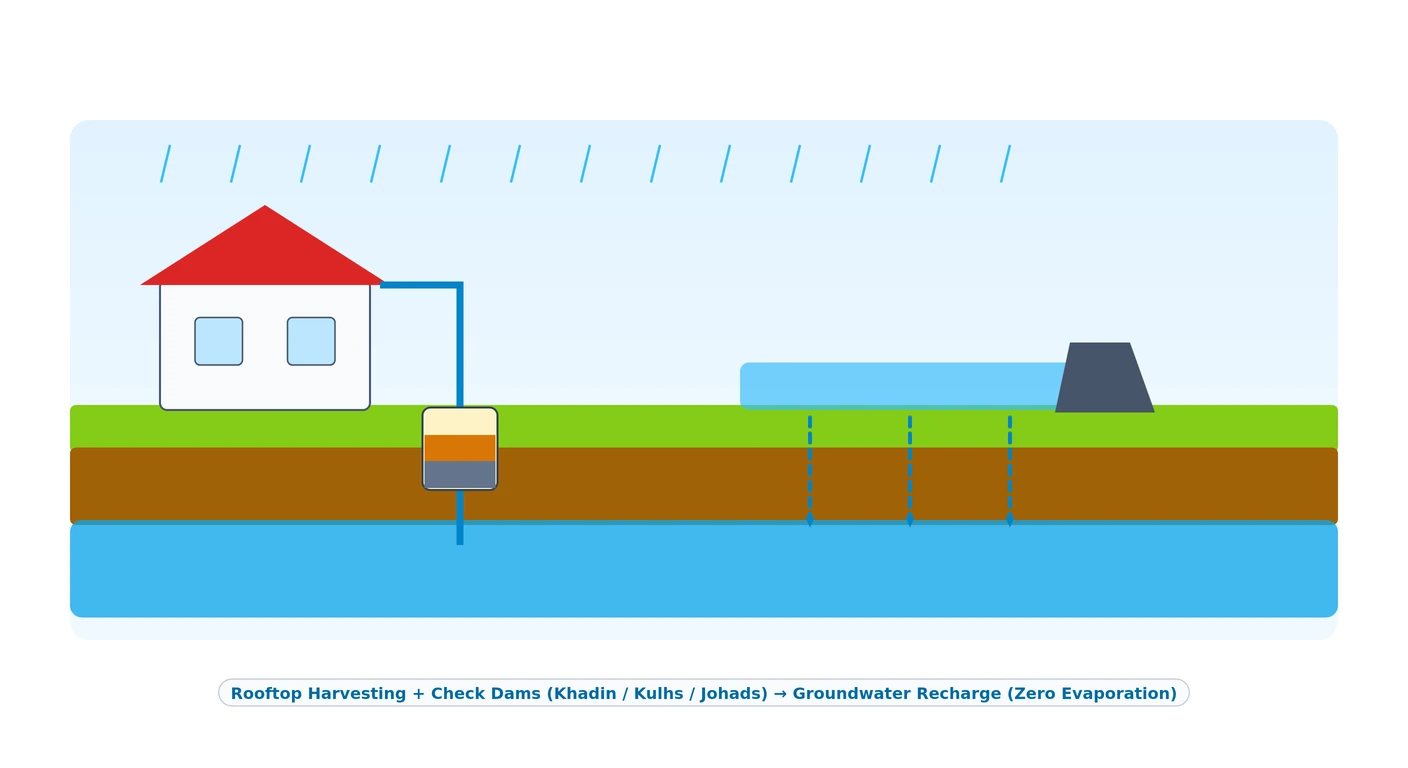 Rooftop Harvesting + Check Dams (Khadin / Kulhs / Johads) → Groundwater Recharge (Zero Evaporation)